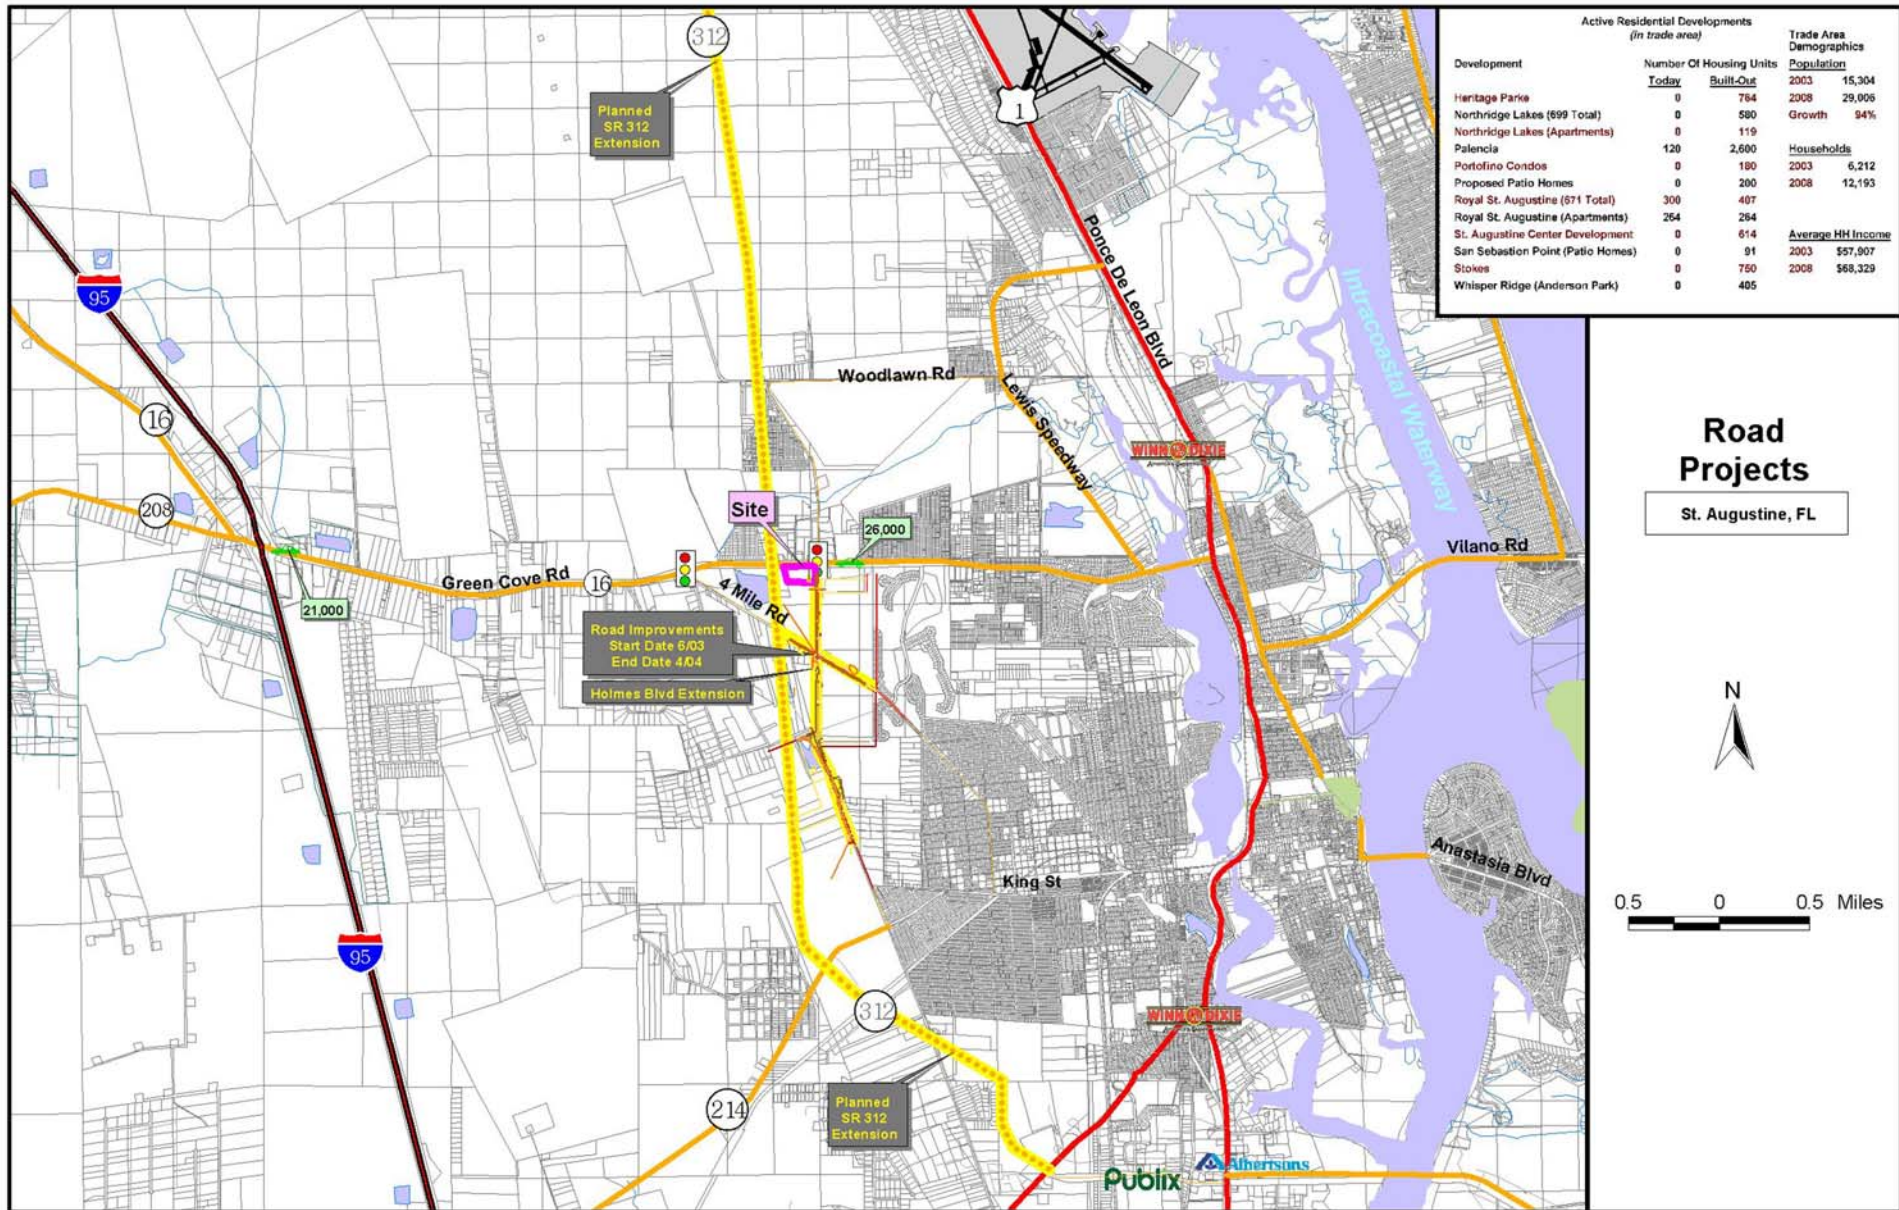 Active Residential Developments
(in trade area)
Trade Area
Demographics
Development Number Of Housing Units Population
Today Built-Out 2003 15,304
Heritage Parke 0 764 2008 29,006
Northridge Lakes (699 Total) 0 580 Growth 94%
Northridge Lakes (Apartments) 0 119
Palencia 120 2,600 Households
Portofino Condos 0 180 2003 6,212
Proposed Patio Homes 0 200 2008 12,193
Royal St. Augustine (671 Total) 300 407
Royal St. Augustine (Apartments) 264 264
St. Augustine Center Development 0 614 Average HH Income
San Sebastion Point (Patio Homes) 0 91 2003 $57,907
Stokes 0 750 2008 $68,329
Whisper Ridge (Anderson Park) 0 405
312
Planned
SR 312
Extension
1
Ponce De Leon Blvd
Intracoastal Waterway
95
Woodlawn Rd
Lewis Speedway
16
WINN DIXIE
Road
Projects
St. Augustine, FL
208
Site
26,000
Vilano Rd
Green Cove Rd
16
21,000
4 Mile Rd
Road Improvements
Start Date 6/03
End Date 4/04
Holmes Blvd Extension
N
Anastasia Blvd
King St
0.5 0 0.5 Miles
95
312
WINN DIXIE
214
Planned
SR 312
Extension
Publix
Albertsons